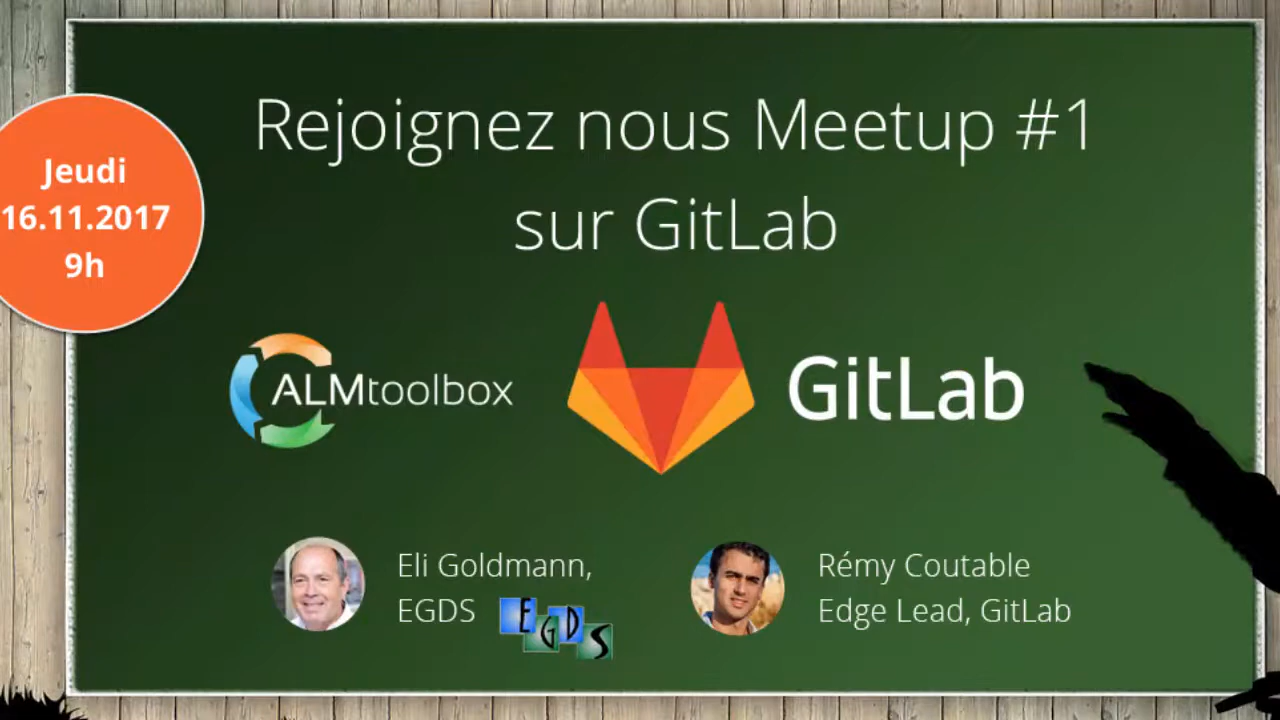 Jeudi
16.11.2017
9h
Rejoignez nous Meetup #1
sur GitLab
ALMtoolbox
GitLab
Eli Goldmann,
EGDS
EGDS
Rémy Coutable
Edge Lead, GitLab